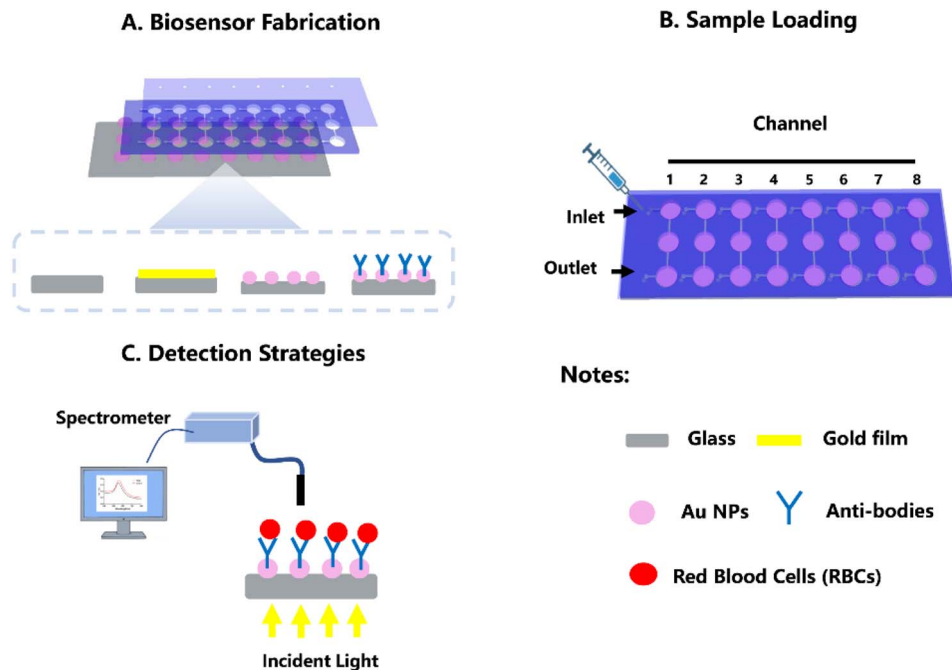 A. Biosensor Fabrication
B. Sample Loading
Channel
1 2 3 4 5 6 7 8
Inlet
Outlet
C. Detection Strategies
Spectrometer
Incident Light
Notes:
Glass
Gold film
Au NPs
Anti-bodies
Red Blood Cells (RBCs)